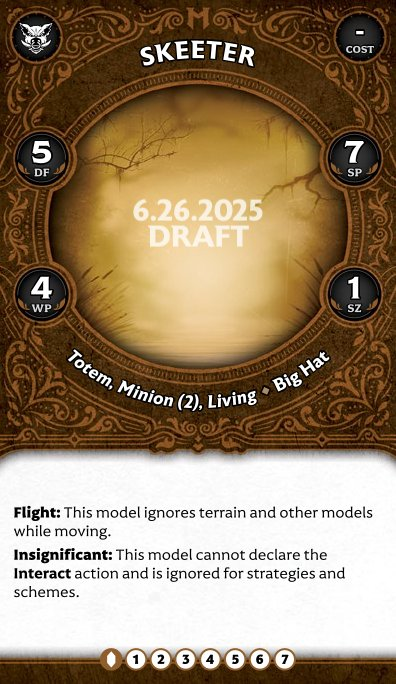 M
SKEETER
-
COST
5
DF
7
SP
6.26.2025
DRAFT
4
WP
1
SZ
Totem, Minion (2), Living ◆ Big Hat
Flight: This model ignores terrain and other models
while moving.
Insignificant: This model cannot declare the
Interact action and is ignored for strategies and
schemes.
1 2 3 4 5 6 7